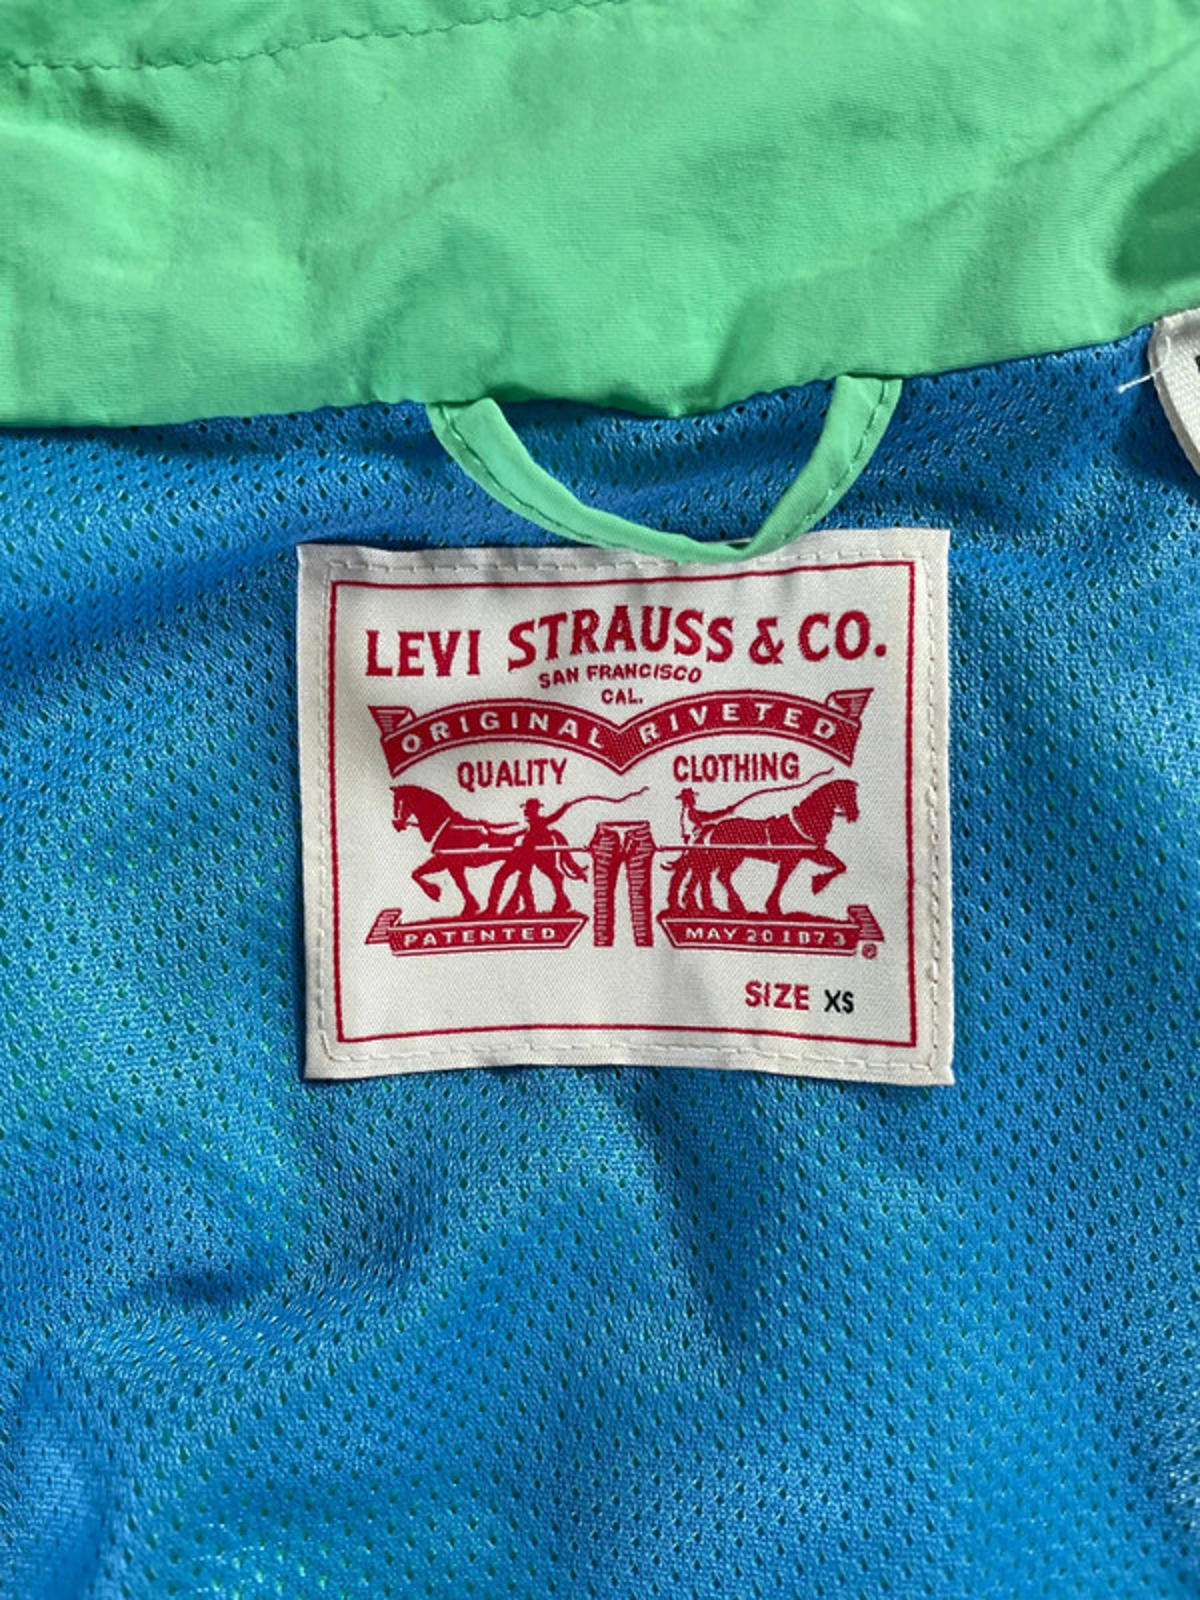 LEVI STRAUSS & CO.
SAN FRANCISCO
CAL.
ORIGINAL RIVETED
QUALITY CLOTHING
PATENTED MAY 20 1873
®
SIZE XS